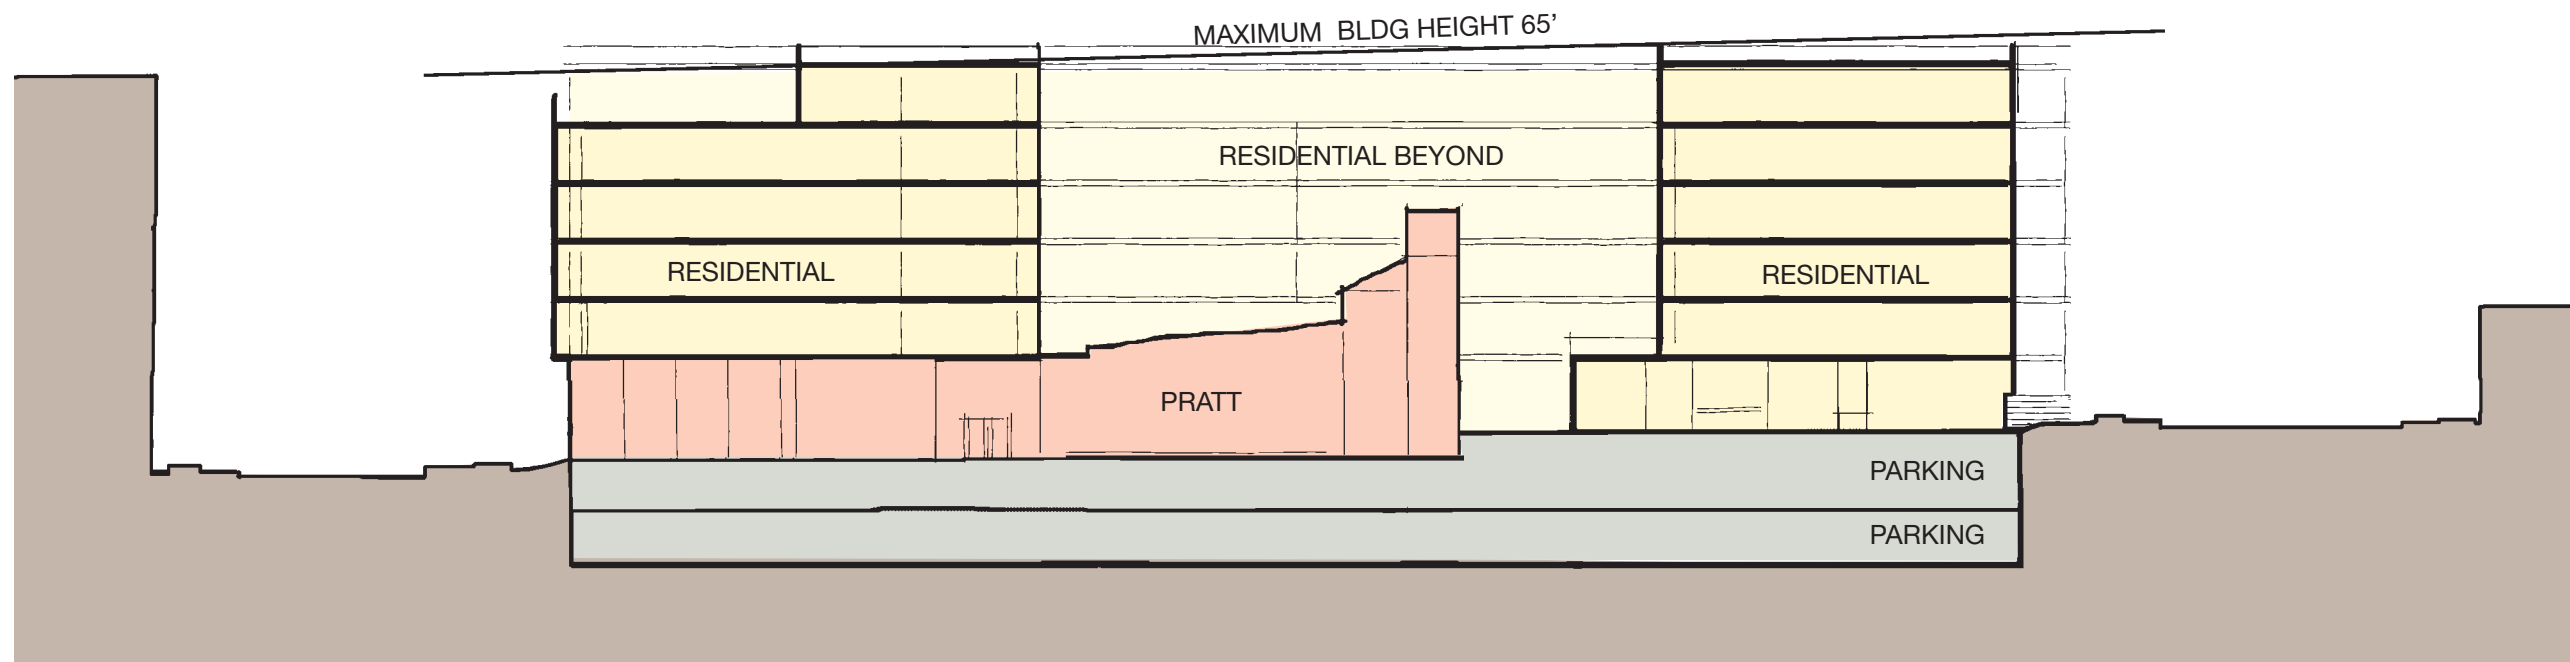 MAXIMUM BLDG HEIGHT 65’
RESIDENTIAL BEYOND
RESIDENTIAL
RESIDENTIAL
PRATT
PARKING
PARKING